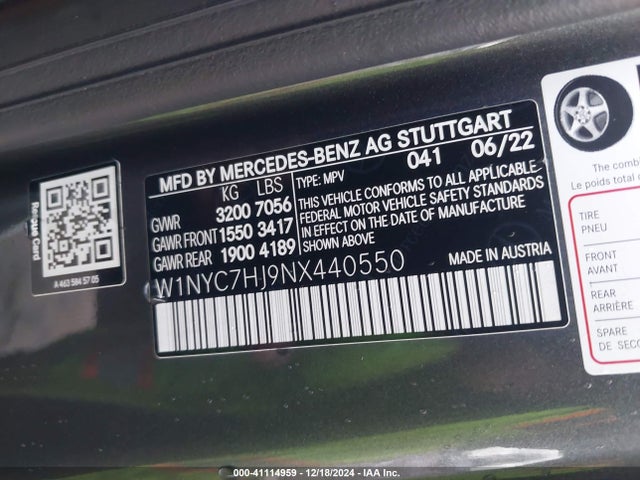 MFD BY MERCEDES-BENZ AG STUTTGART
KG LBS TYPE: MPV 041 06/22
GVWR 3200 7056
GAWR FRONT 1550 3417
GAWR REAR 1900 4189
THIS VEHICLE CONFORMS TO ALL APPLICABLE
FEDERAL MOTOR VEHICLE SAFETY STANDARDS
IN EFFECT ON THE DATE OF MANUFACTURE
SHOWN ABOVE.
W1NYC7HJ9NX440550
MADE IN AUSTRIA
Rescue Card
A 463 584 57 05
The comb
Le poids total
TIRE
PNEU
FRONT
AVANT
REAR
ARRIÈRE
SPARE
DE SECO
000-41114959 - 12/18/2024 - IAA Inc.